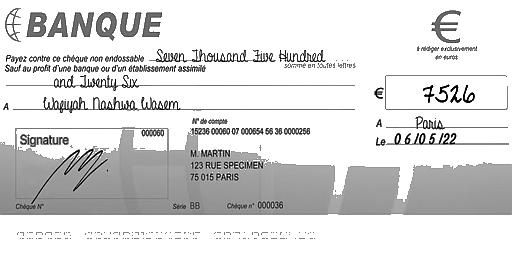 BANQUE
€
à rédiger exclusivement
en euros
Payez contre ce chèque non endossable Seven Thousand Five Hundred
Sauf au profit d'une banque ou d'un établissement assimilé
somme en toutes lettres
and Twenty Six
€ 7526
A Wagiyah Nashwa Wasem
A Paris
Le 06/05/22
N° de compte
000060 15236 00060 07 000654 56 36 0000256
Signature
M. MARTIN
123 RUE SPECIMEN
75 015 PARIS
Chèque N° Série BB Chèque n° 000036